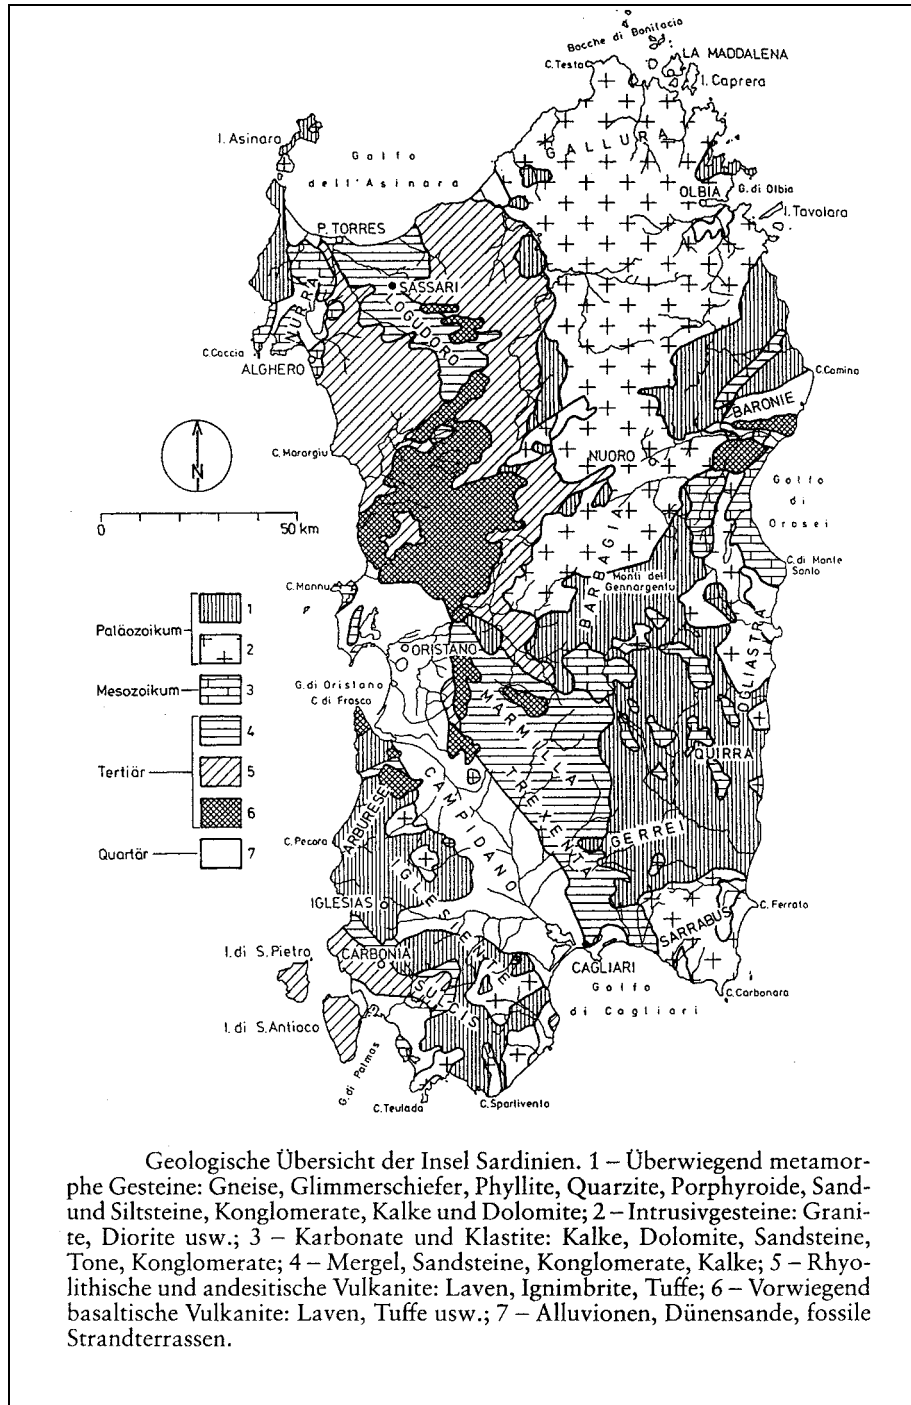 Bocche di Bonifacio
C. Testa
LA MADDALENA
I. Caprera
GALLURA
I. Asinara
Golfo
dell'Asinara
OLBIA
G. di Olbia
I. Tavolara
P. TORRES
SASSARI
NURRA
LOGUDORO
C. Caccia
ALGHERO
C. Comino
BARONIE
N
C. Marargiu
NUORO
Golfo
di
Orosei
0
50 km
BARBAGIA
C. di Monte
Santo
C. Mannu
Monti del
Gennargentu
Paläozoikum
1
2
ORISTANO
OGLIASTRA
Mesozoikum
3
G. di Oristano
C. di Frasca
MARMILLA
4
Tertiär
5
QUIRRA
CAMPIDANO
TREXENTA
6
ARBURESE
GERREI
Quartär
7
C. Pecora
IGLESIENTE
IGLESIAS
C. Ferrato
SARRABUS
I. di S. Pietro
CARBONIA
CAGLIARI
SULCIS
Golfo
di Cagliari
C. Carbonara
I. di S. Antioco
G. di Palmas
C. Teulada
C. Spartivento
Geologische Übersicht der Insel Sardinien. 1 – Überwiegend metamor-
phe Gesteine: Gneise, Glimmerschiefer, Phyllite, Quarzite, Porphyroide, Sand-
und Siltsteine, Konglomerate, Kalke und Dolomite; 2 – Intrusivgesteine: Grani-
te, Diorite usw.; 3 – Karbonate und Klastite: Kalke, Dolomite, Sandsteine,
Tone, Konglomerate; 4 – Mergel, Sandsteine, Konglomerate, Kalke; 5 – Rhyo-
lithische und andesitische Vulkanite: Laven, Ignimbrite, Tuffe; 6 – Vorwiegend
basaltische Vulkanite: Laven, Tuffe usw.; 7 – Alluvionen, Dünensande, fossile
Strandterrassen.